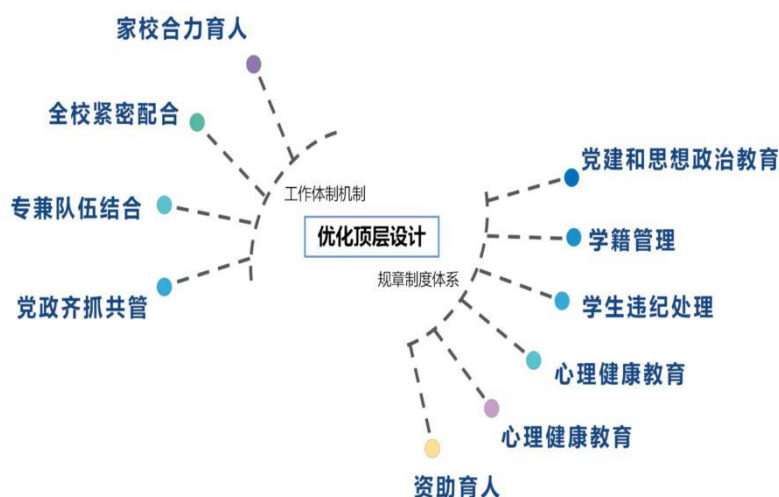 家校合力育人
全校紧密配合
专兼队伍结合
党政齐抓共管
工作体制机制
优化顶层设计
规章制度体系
党建和思想政治教育
学籍管理
学生违纪处理
心理健康教育
心理健康教育
资助育人